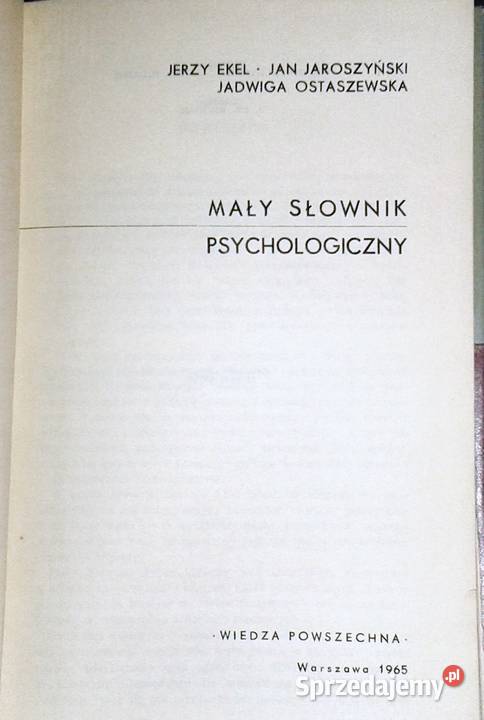 JERZY EKEL · JAN JAROSZYŃSKI
JADWIGA OSTASZEWSKA
MAŁY SŁOWNIK
PSYCHOLOGICZNY
·WIEDZA POWSZECHNA·
Warszawa 1965
Sprzedajemy.pl